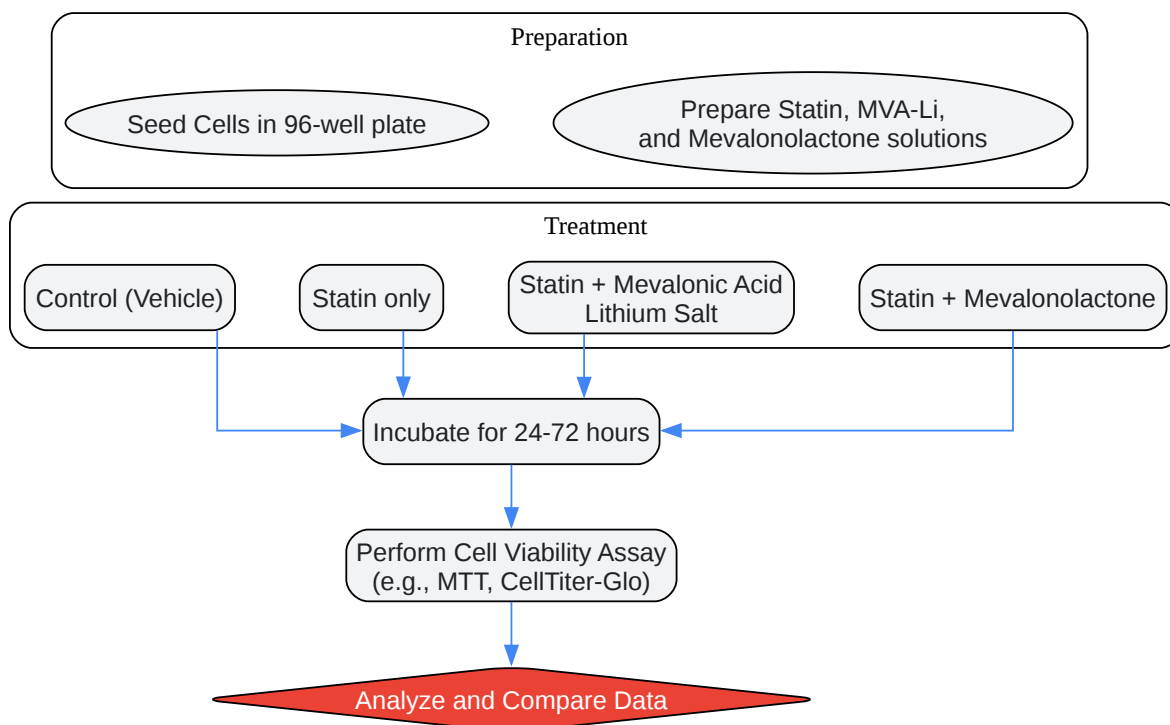 Preparation
Seed Cells in 96-well plate
Prepare Statin, MVA-Li,
and Mevalonolactone solutions
Treatment
Control (Vehicle)
Statin only
Statin + Mevalonic Acid
Lithium Salt
Statin + Mevalonolactone
Incubate for 24-72 hours
Perform Cell Viability Assay
(e.g., MTT, CellTiter-Glo)
Analyze and Compare Data